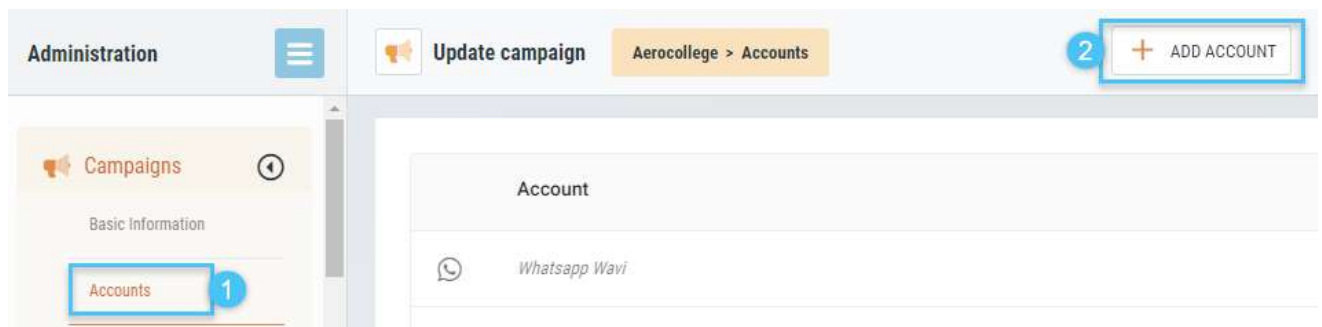 Administration
Update campaign
Aerocollege > Accounts
2
+ ADD ACCOUNT
Campaigns
Basic Information
Accounts
1
Account
Whatsapp Wavi